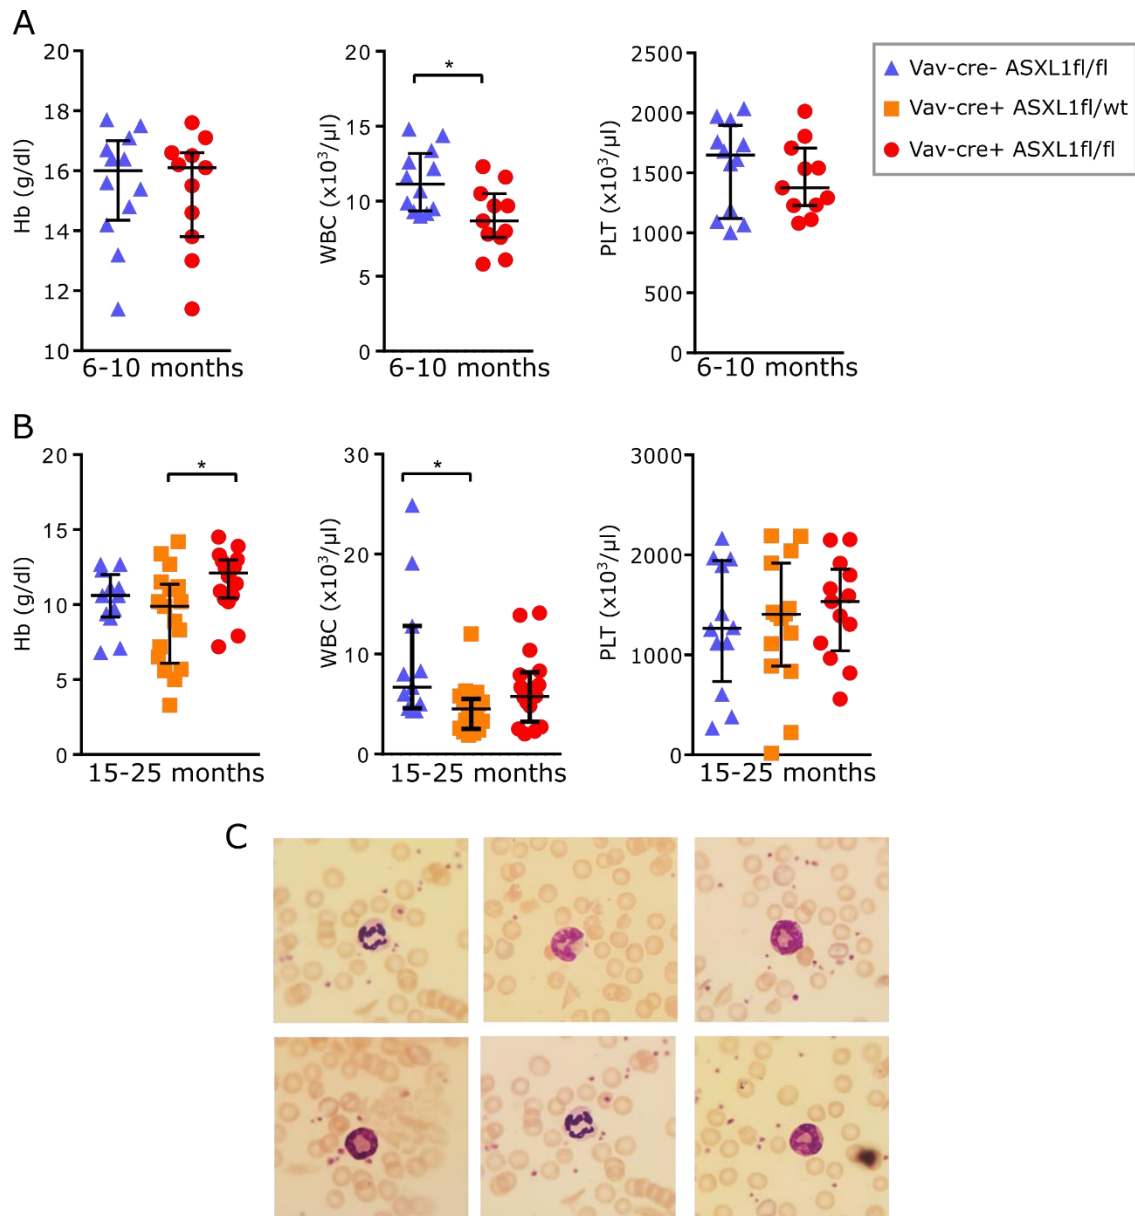 A
Hb (g/dl)
20
18
16
14
12
10
6-10 months
WBC (x10³/µl)
20
15
10
5
0
*
6-10 months
PLT (x10³/µl)
2500
2000
1500
1000
500
0
6-10 months
Vav-cre- ASXL1fl/fl
Vav-cre+ ASXL1fl/wt
Vav-cre+ ASXL1fl/fl
B
Hb (g/dl)
20
15
10
5
0
*
15-25 months
WBC (x10³/µl)
30
20
10
0
*
15-25 months
PLT (x10³/µl)
3000
2000
1000
0
15-25 months
C